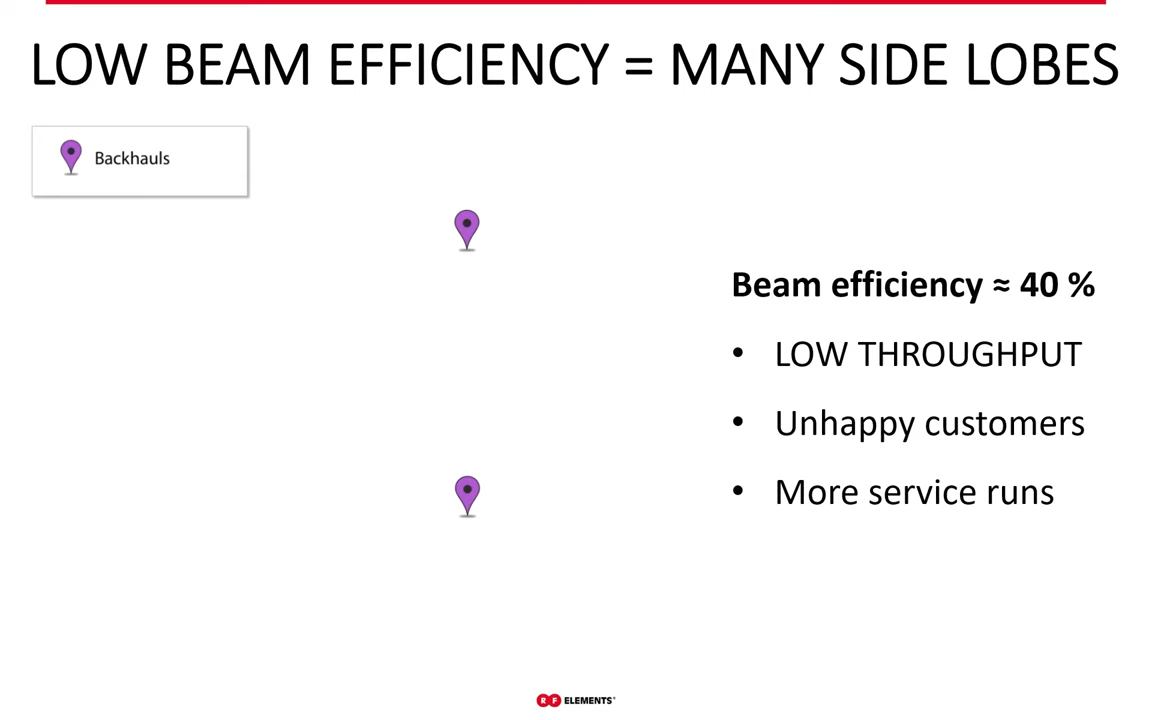 LOW BEAM EFFICIENCY = MANY SIDE LOBES
Backhauls
Beam efficiency ≈ 40 %
• LOW THROUGHPUT
• Unhappy customers
• More service runs
RF ELEMENTS